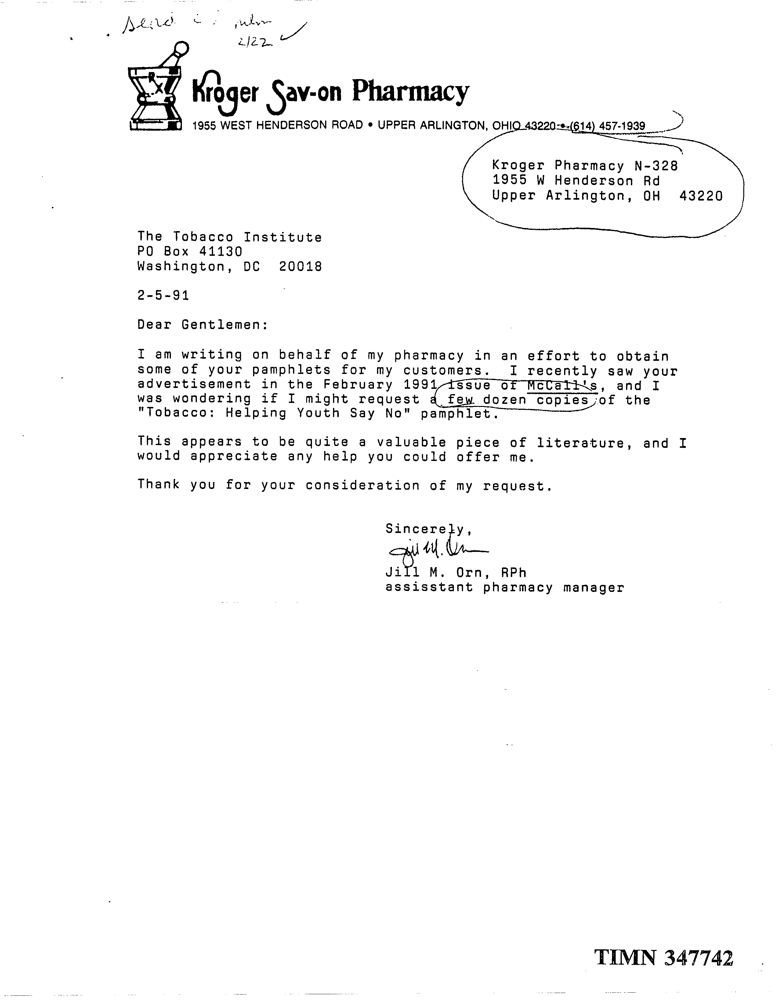 Send
2/22
Rx
Kroger Sav-on Pharmacy
1955 WEST HENDERSON ROAD • UPPER ARLINGTON, OHIO 43220 • (614) 457-1939
Kroger Pharmacy N-328
1955 W Henderson Rd
Upper Arlington, OH 43220
The Tobacco Institute
PO Box 41130
Washington, DC 20018
2-5-91
Dear Gentlemen:
I am writing on behalf of my pharmacy in an effort to obtain
some of your pamphlets for my customers. I recently saw your
advertisement in the February 1991 issue of McCall's, and I
was wondering if I might request a few dozen copies of the
"Tobacco: Helping Youth Say No" pamphlet.
This appears to be quite a valuable piece of literature, and I
would appreciate any help you could offer me.
Thank you for your consideration of my request.
Sincerely,
Jill M. Orn
Jill M. Orn, RPh
assisstant pharmacy manager
TIMN 347742